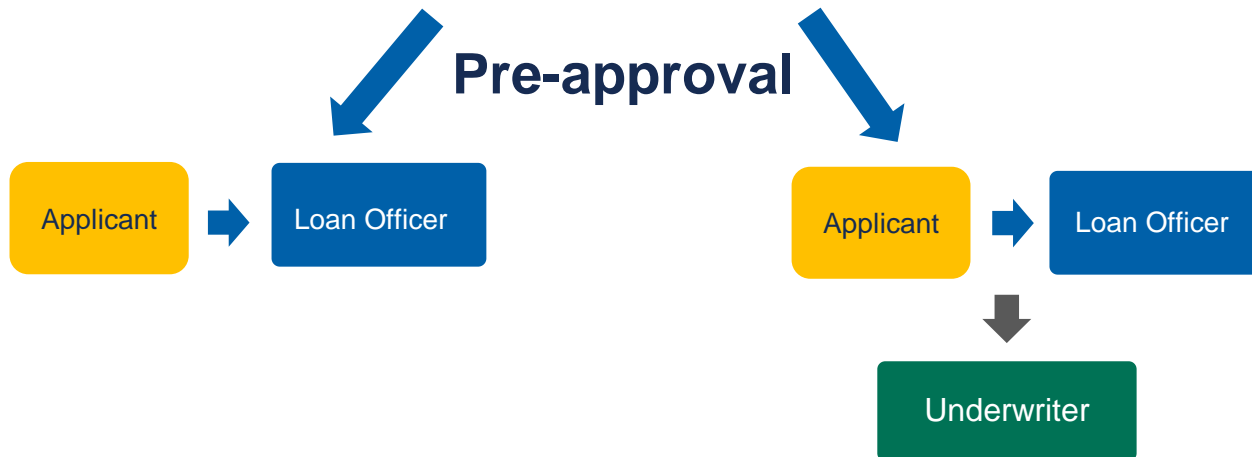 Pre-approval
Applicant
Loan Officer
Applicant
Loan Officer
Underwriter